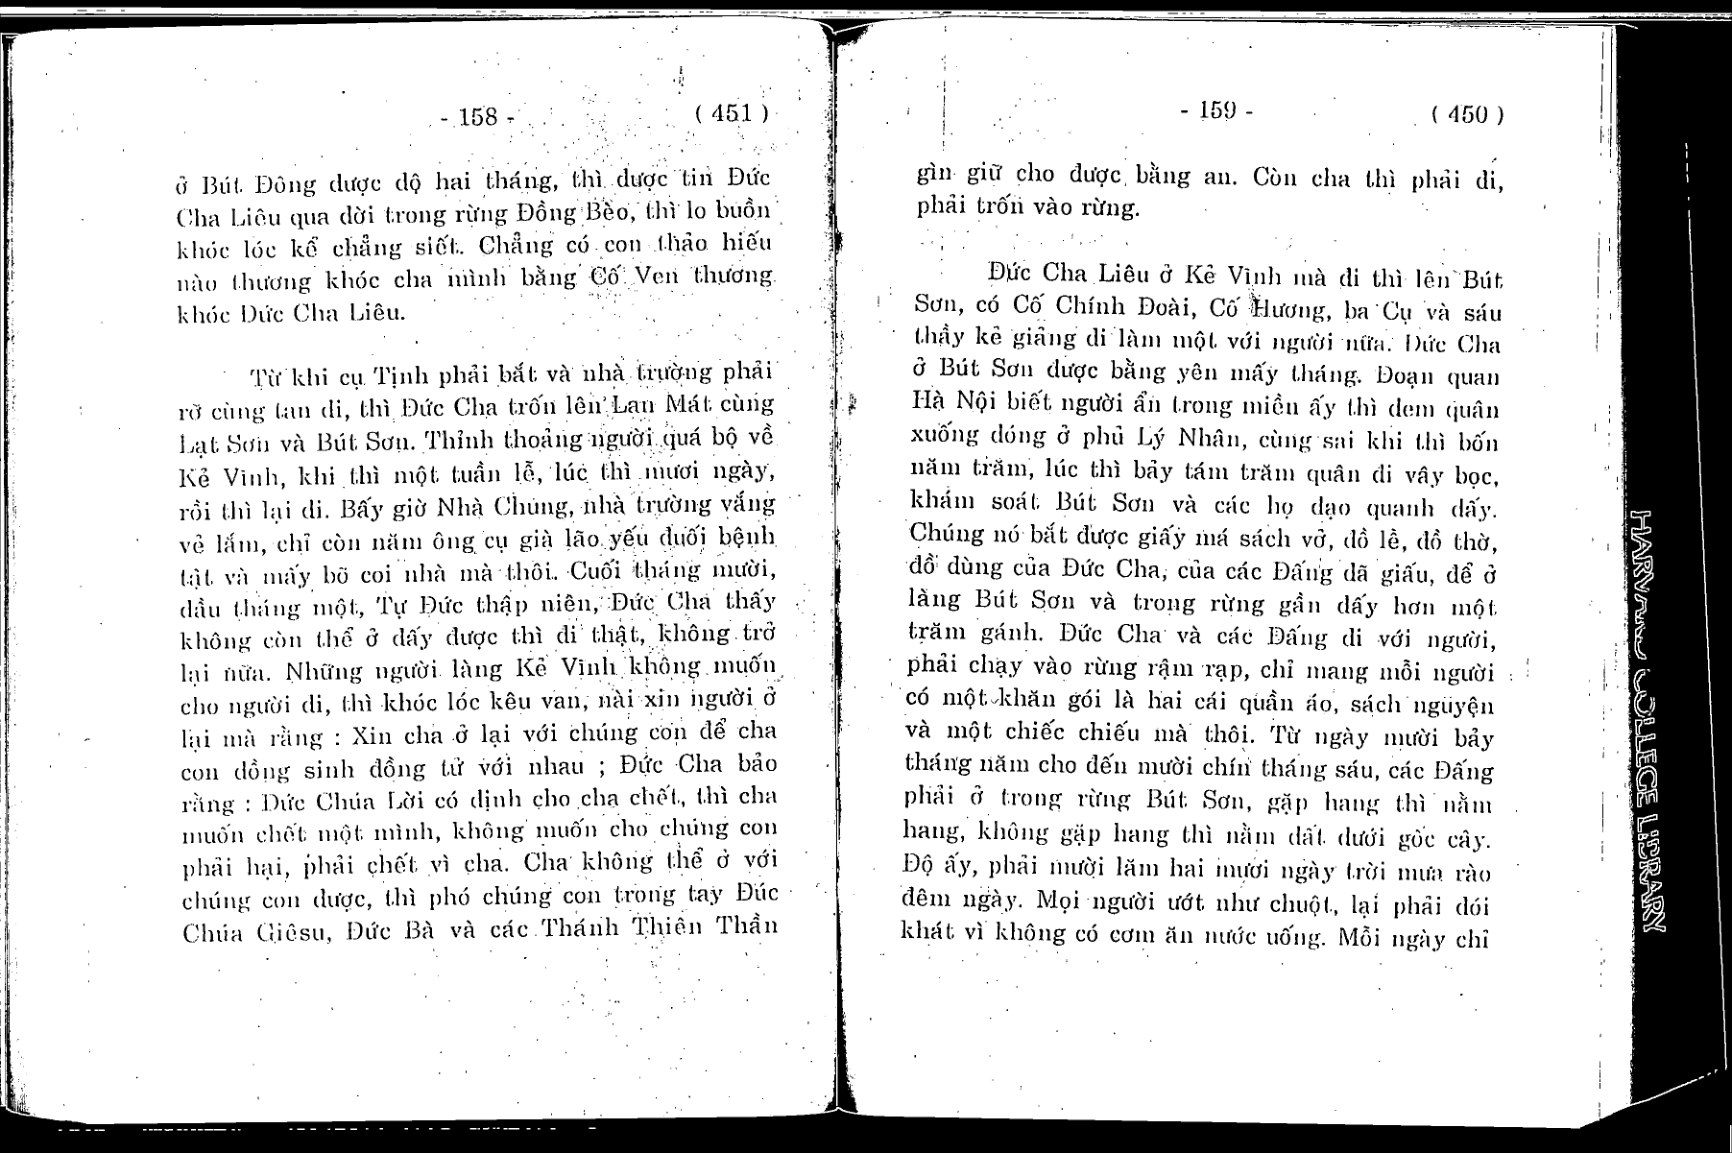 - 158 - ( 451 )
ở Bút Đông được độ hai tháng, thì được tin Đức
Cha Liêu qua đời trong rừng Đồng Bèo, thì lo buồn
khóc lóc kể chẳng siết. Chẳng có con thảo hiếu
nào thương khóc cha mình bằng Cố Ven thương
khóc Đức Cha Liêu.
Từ khi cụ Tịnh phải bắt và nhà trường phải
rỡ cùng tan đi, thì Đức Cha trốn lên Lan Mát cùng
Lạt Sơn và Bút Sơn. Thỉnh thoảng người quá bộ về
Kẻ Vĩnh, khi thì một tuần lễ, lúc thì mươi ngày,
rồi thì lại đi. Bấy giờ Nhà Chung, nhà trường vắng
vẻ lắm, chỉ còn năm ông cụ già lão yếu đuối bệnh
tật và mấy bõ coi nhà mà thôi. Cuối tháng mười,
đầu tháng một, Tự Đức thập niên, Đức Cha thấy
không còn thể ở đấy được thì đi thật, không trở
lại nữa. Những người làng Kẻ Vĩnh không muốn
cho người đi, thì khóc lóc kêu van, nài xin người ở
lại mà rằng : Xin cha ở lại với chúng con để cha
con đồng sinh đồng tử với nhau ; Đức Cha bảo
rằng : Đức Chúa Lời có định cho cha chết, thì cha
muốn chết một mình, không muốn cho chúng con
phải hại, phải chết vì cha. Cha không thể ở với
chúng con được, thì phó chúng con trong tay Đức
Chúa Giêsu, Đức Bà và các Thánh Thiên Thần
- 159 - ( 450 )
gìn giữ cho được bằng an. Còn cha thì phải đi,
phải trốn vào rừng.
Đức Cha Liêu ở Kẻ Vĩnh mà đi thì lên Bút
Sơn, có Cố Chính Đoài, Cố Hương, ba Cụ và sáu
thầy kẻ giảng đi làm một với người nữa. Đức Cha
ở Bút Sơn được bằng yên mấy tháng. Đoạn quan
Hà Nội biết người ẩn trong miền ấy thì đem quân
xuống đóng ở phủ Lý Nhân, cùng sai khi thì bốn
năm trăm, lúc thì bảy tám trăm quân đi vây bọc,
khám soát Bút Sơn và các họ đạo quanh đấy.
Chúng nó bắt được giấy má sách vở, đồ lề, đồ thờ,
đồ dùng của Đức Cha, của các Đấng đã giấu, để ở
làng Bút Sơn và trong rừng gần đấy hơn một
trăm gánh. Đức Cha và các Đấng đi với người,
phải chạy vào rừng rậm rạp, chỉ mang mỗi người
có một khăn gói là hai cái quần áo, sách nguyện
và một chiếc chiếu mà thôi. Từ ngày mười bảy
tháng năm cho đến mười chín tháng sáu, các Đấng
phải ở trong rừng Bút Sơn, gặp hang thì nằm
hang, không gặp hang thì nằm đất dưới gốc cây.
Độ ấy, phải mười lăm hai mươi ngày trời mưa rào
đêm ngày. Mọi người ướt như chuột, lại phải đói
khát vì không có cơm ăn nước uống. Mỗi ngày chỉ
HARVARD COLLEGE LIBRARY